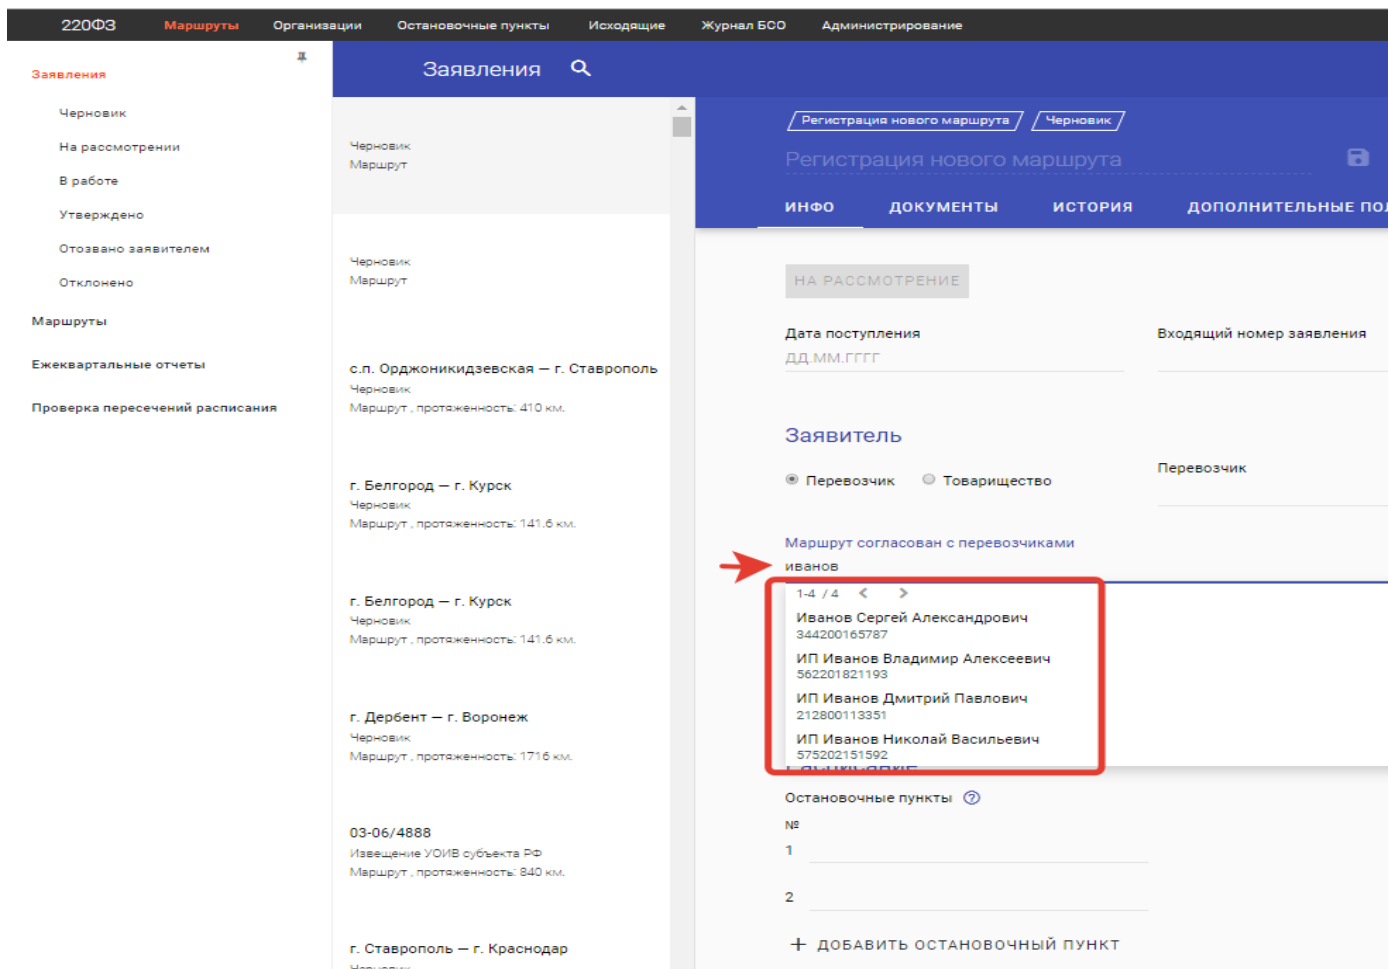 220ФЗ Маршруты Организации Остановочные пункты Исходящие Журнал БСО Администрирование
Заявления
Черновик
На рассмотрении
В работе
Утверждено
Отозвано заявителем
Отклонено
Маршруты
Ежеквартальные отчеты
Проверка пересечений расписания
Заявления
Черновик
Маршрут
Черновик
Маршрут
с.п. Орджоникидзевская — г. Ставрополь
Черновик
Маршрут , протяженность: 410 км.
г. Белгород — г. Курск
Черновик
Маршрут , протяженность: 141.6 км.
г. Белгород — г. Курск
Черновик
Маршрут , протяженность: 141.6 км.
г. Дербент — г. Воронеж
Черновик
Маршрут , протяженность: 1716 км.
03-06/4888
Извещение УОИВ субъекта РФ
Маршрут , протяженность: 840 км.
г. Ставрополь — г. Краснодар
Черновик
Регистрация нового маршрута Черновик
Регистрация нового маршрута
ИНФО ДОКУМЕНТЫ ИСТОРИЯ ДОПОЛНИТЕЛЬНЫЕ ПОЛ
НА РАССМОТРЕНИЕ
Дата поступления Входящий номер заявления
ДД.ММ.ГГГГ
Заявитель
Перевозчик Товарищество Перевозчик
Маршрут согласован с перевозчиками
иванов
1-4 / 4 < >
Иванов Сергей Александрович
344200165787
ИП Иванов Владимир Алексеевич
562201821193
ИП Иванов Дмитрий Павлович
212800113351
ИП Иванов Николай Васильевич
575202151592
Расписание
Остановочные пункты ?
№
1
2
+ ДОБАВИТЬ ОСТАНОВОЧНЫЙ ПУНКТ